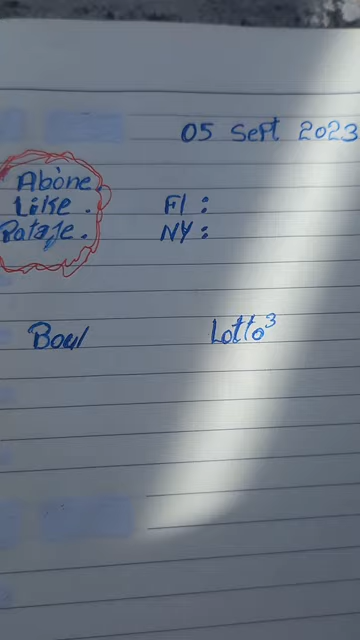 05 Sept 2023
Abòne
Like.
Pataje.
Fl :
NY :
Boul
Lotto³